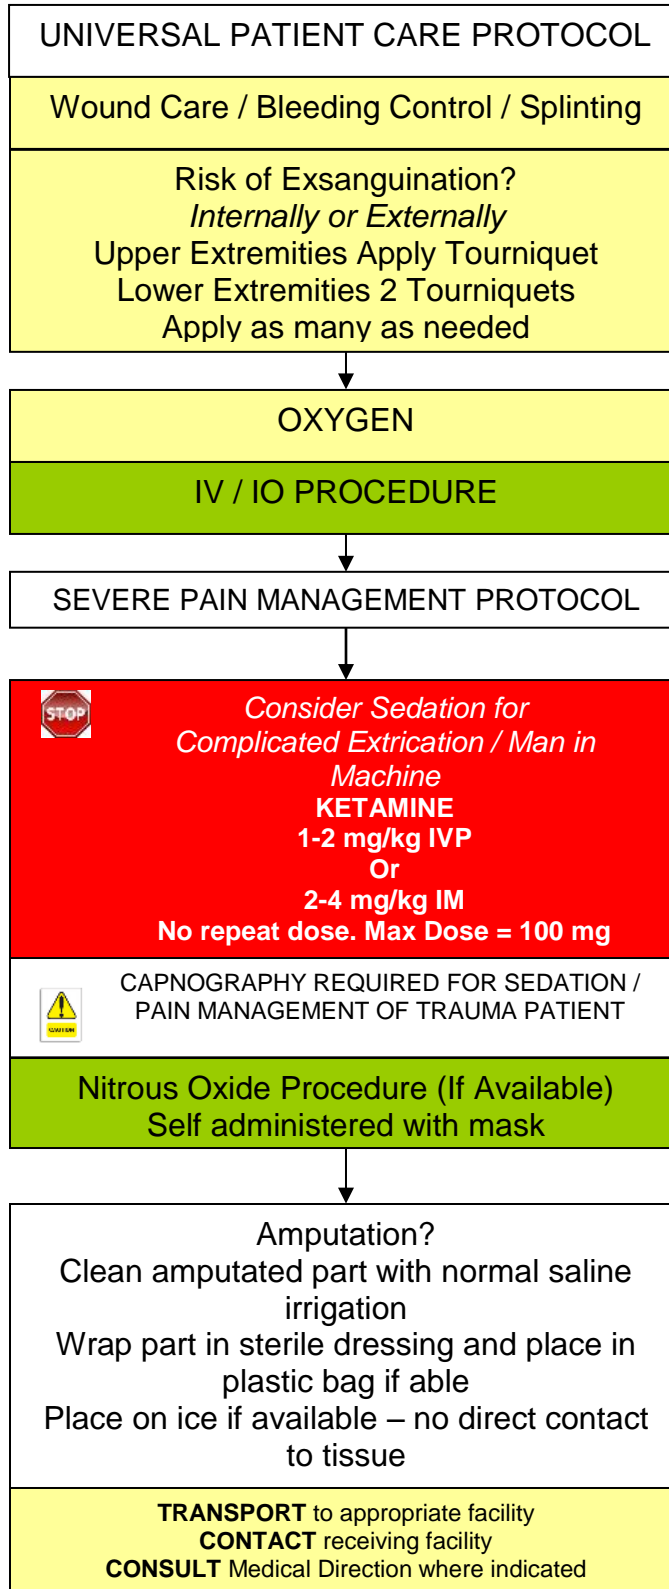 UNIVERSAL PATIENT CARE PROTOCOL
Wound Care / Bleeding Control / Splinting
Risk of Exsanguination?
Internally or Externally
Upper Extremities Apply Tourniquet
Lower Extremities 2 Tourniquets
Apply as many as needed
OXYGEN
IV / IO PROCEDURE
SEVERE PAIN MANAGEMENT PROTOCOL
STOP
Consider Sedation for
Complicated Extrication / Man in
Machine
KETAMINE
1-2 mg/kg IVP
Or
2-4 mg/kg IM
No repeat dose. Max Dose = 100 mg
CAUTION
CAPNOGRAPHY REQUIRED FOR SEDATION /
PAIN MANAGEMENT OF TRAUMA PATIENT
Nitrous Oxide Procedure (If Available)
Self administered with mask
Amputation?
Clean amputated part with normal saline
irrigation
Wrap part in sterile dressing and place in
plastic bag if able
Place on ice if available – no direct contact
to tissue
TRANSPORT to appropriate facility
CONTACT receiving facility
CONSULT Medical Direction where indicated